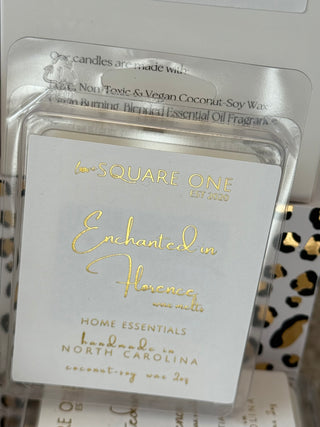 candles are made with
Non-Toxic & Vegan Coconut-Soy Wax
Burning, Blended Essential Oil Fragrance
SQUARE ONE
EST 2020
Enchanted in
Florence
wax melts
HOME ESSENTIALS
handmade in
NORTH CAROLINA
coconut-soy wax 2oz
SQUARE O